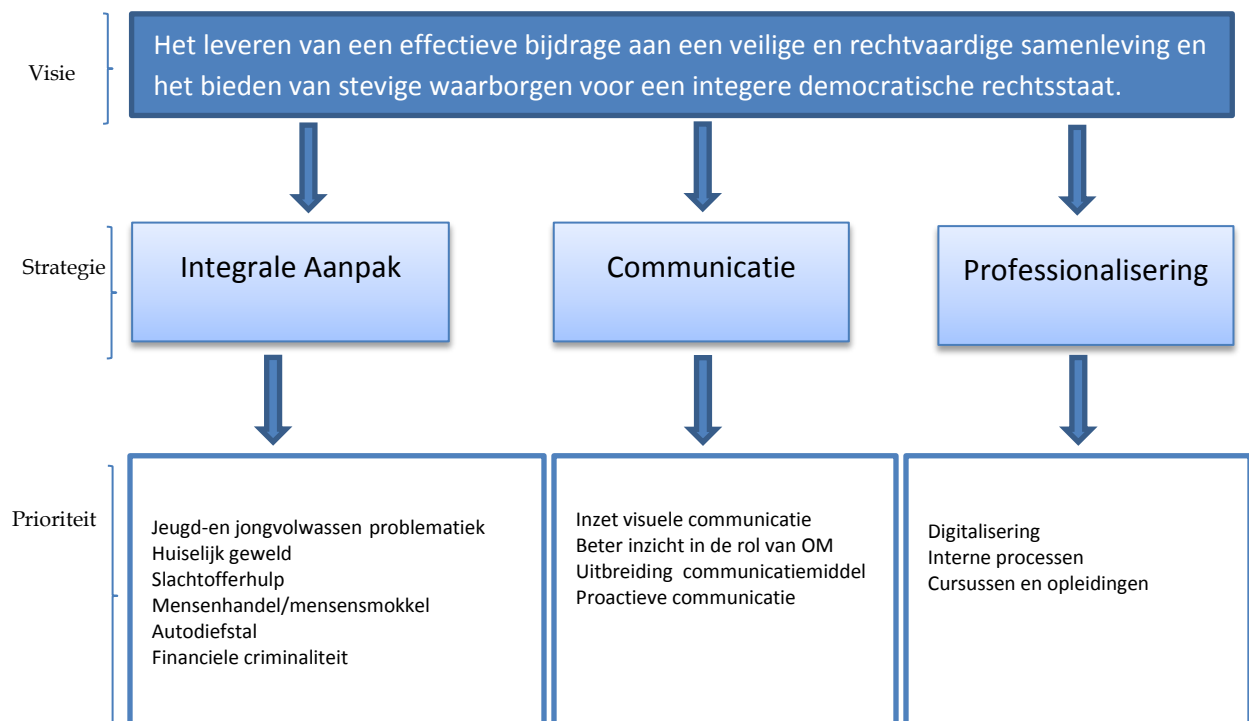 Visie
Het leveren van een effectieve bijdrage aan een veilige en rechtvaardige samenleving en
het bieden van stevige waarborgen voor een integere democratische rechtsstaat.
Strategie
Integrale Aanpak
Communicatie
Professionalisering
Prioriteit
Jeugd-en jongvolwassen problematiek
Huiselijk geweld
Slachtofferhulp
Mensenhandel/mensensmokkel
Autodiefstal
Financiele criminaliteit
Inzet visuele communicatie
Beter inzicht in de rol van OM
Uitbreiding communicatiemiddel
Proactieve communicatie
Digitalisering
Interne processen
Cursussen en opleidingen